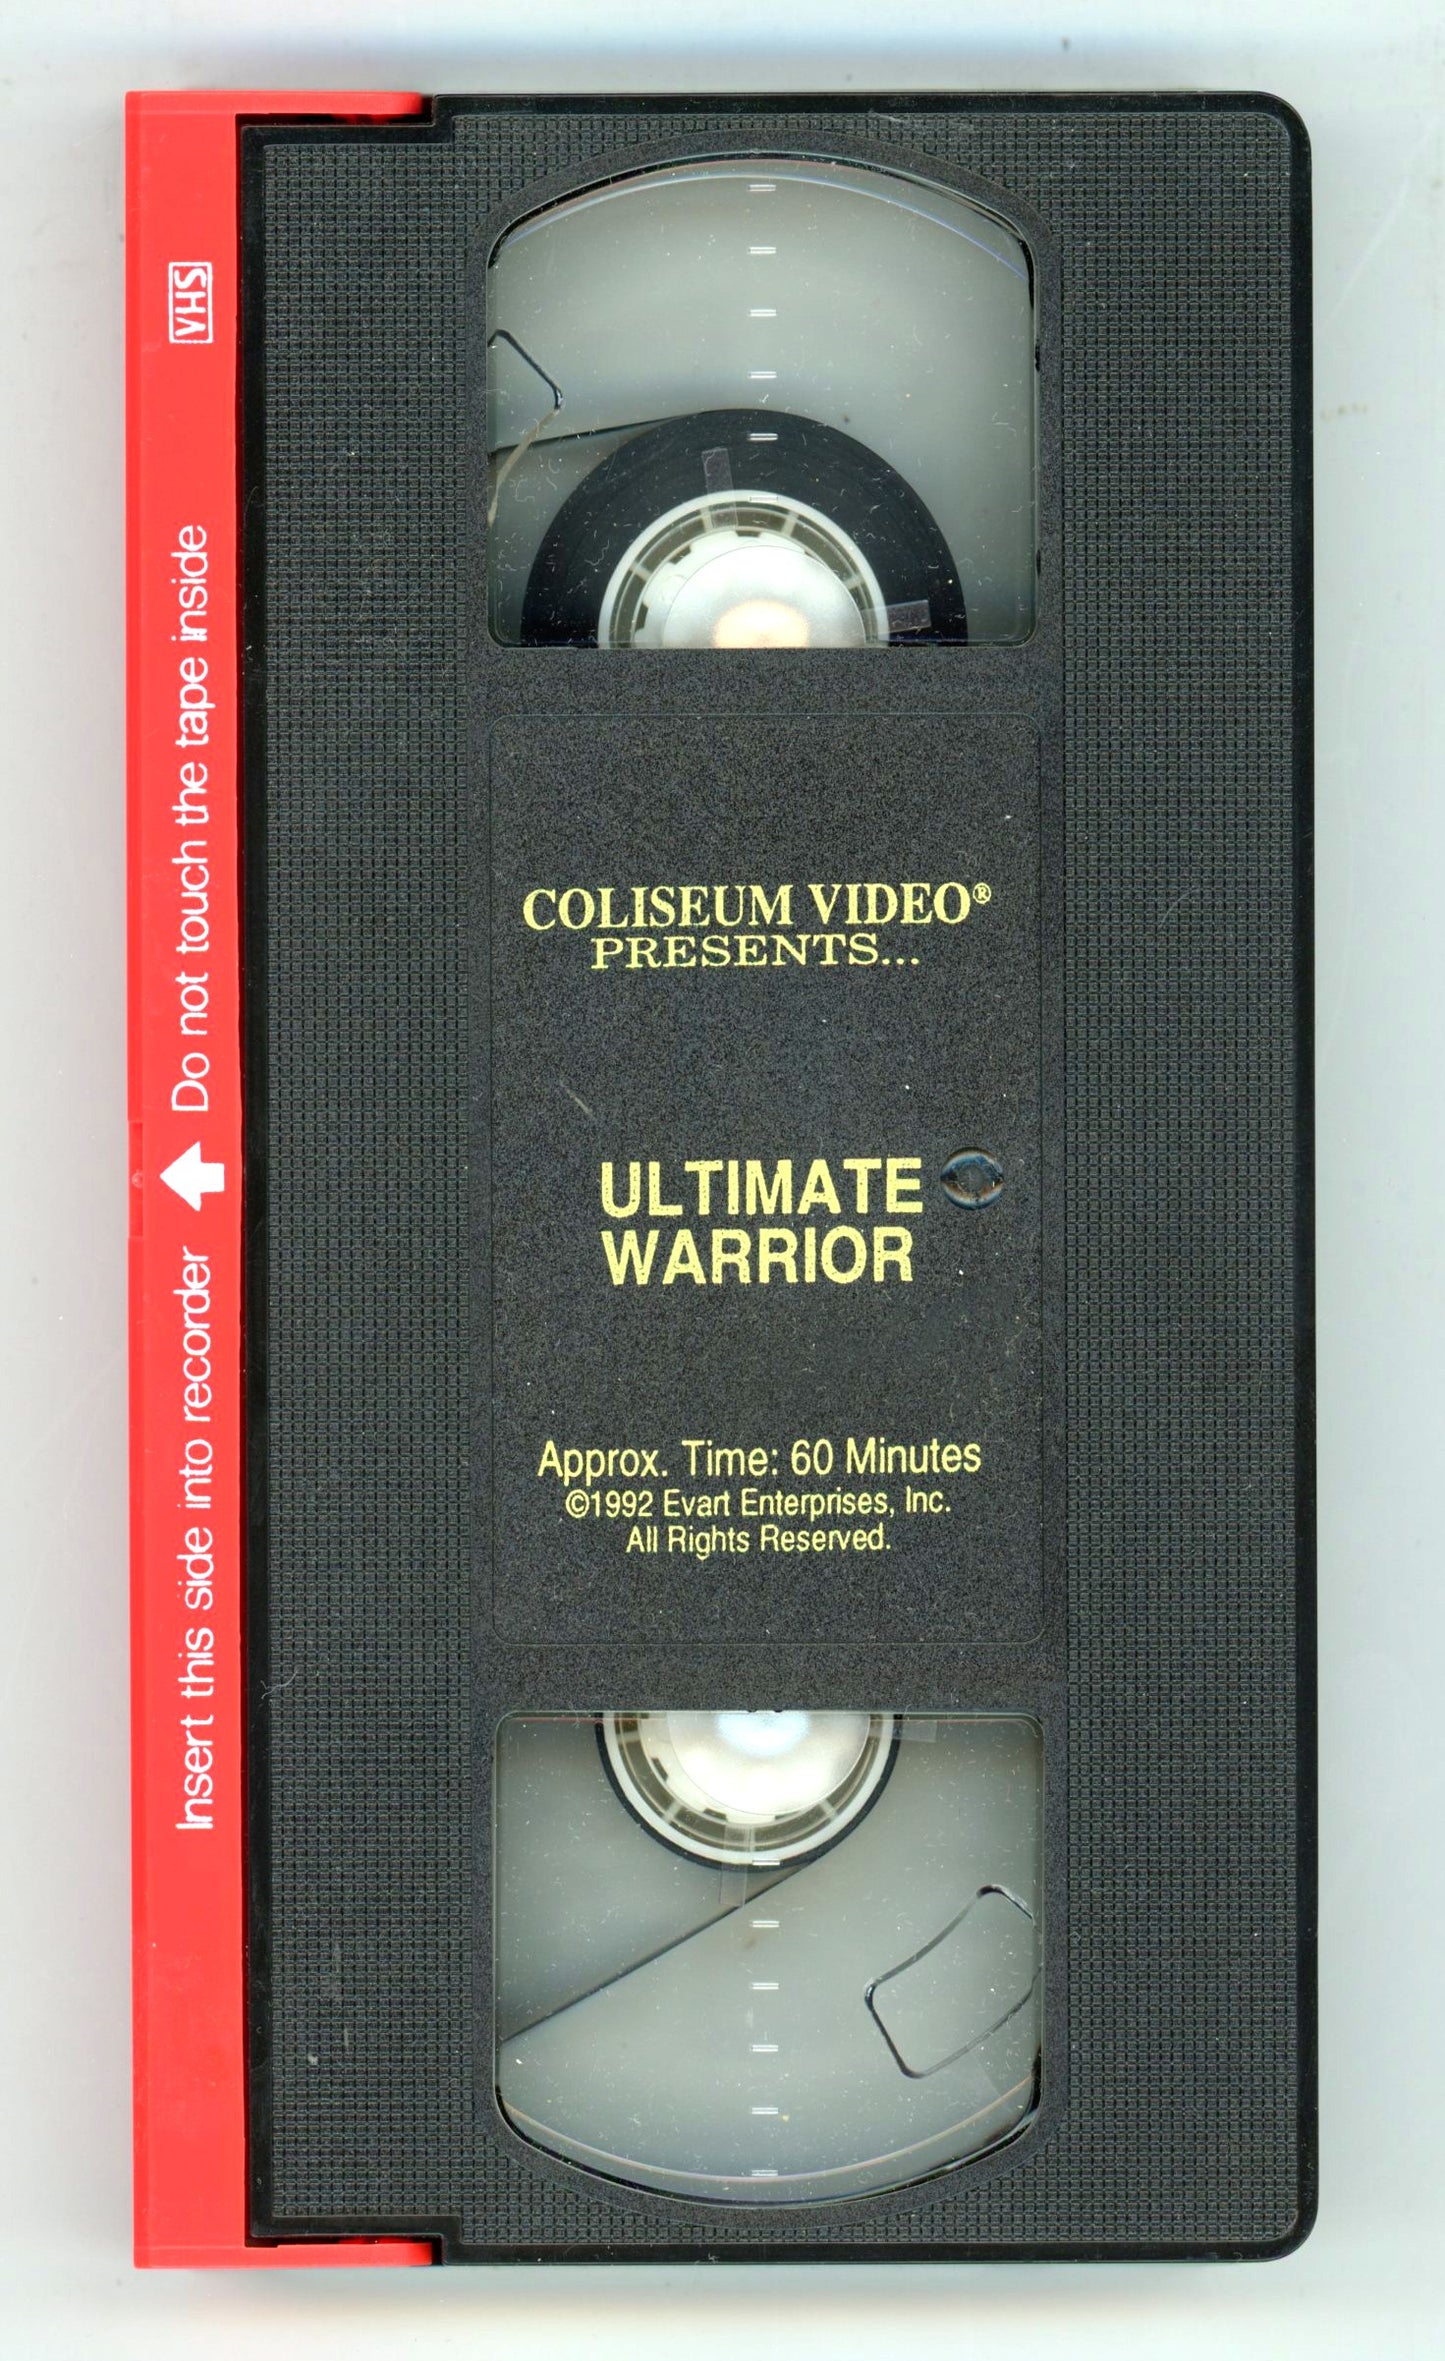 COLISEUM VIDEO®
PRESENTS...
ULTIMATE
WARRIOR
Approx. Time: 60 Minutes
©1992 Evart Enterprises, Inc.
All Rights Reserved.
Insert this side into recorder
Do not touch the tape inside
VHS